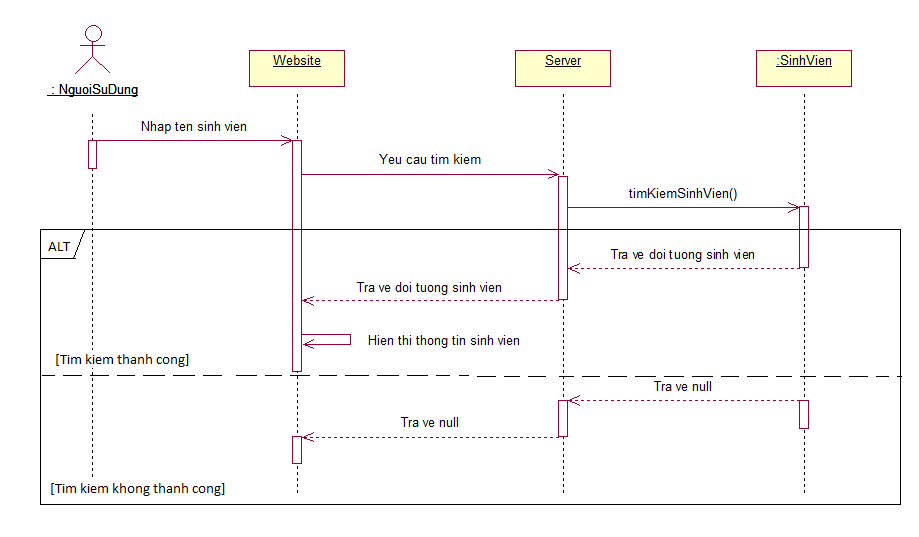 Website
Server
:SinhVien
: NguoiSuDung
Nhap ten sinh vien
Yeu cau tim kiem
timKiemSinhVien()
ALT
Tra ve doi tuong sinh vien
Tra ve doi tuong sinh vien
Hien thi thong tin sinh vien
[Tim kiem thanh cong]
Tra ve null
Tra ve null
[Tim kiem khong thanh cong]